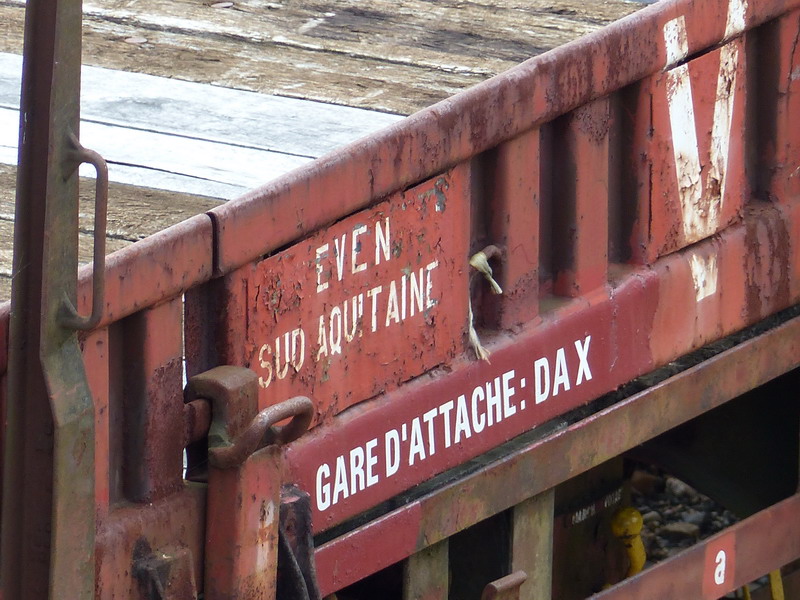 EVEN
SUD AQUITAINE
GARE D'ATTACHE: DAX
a